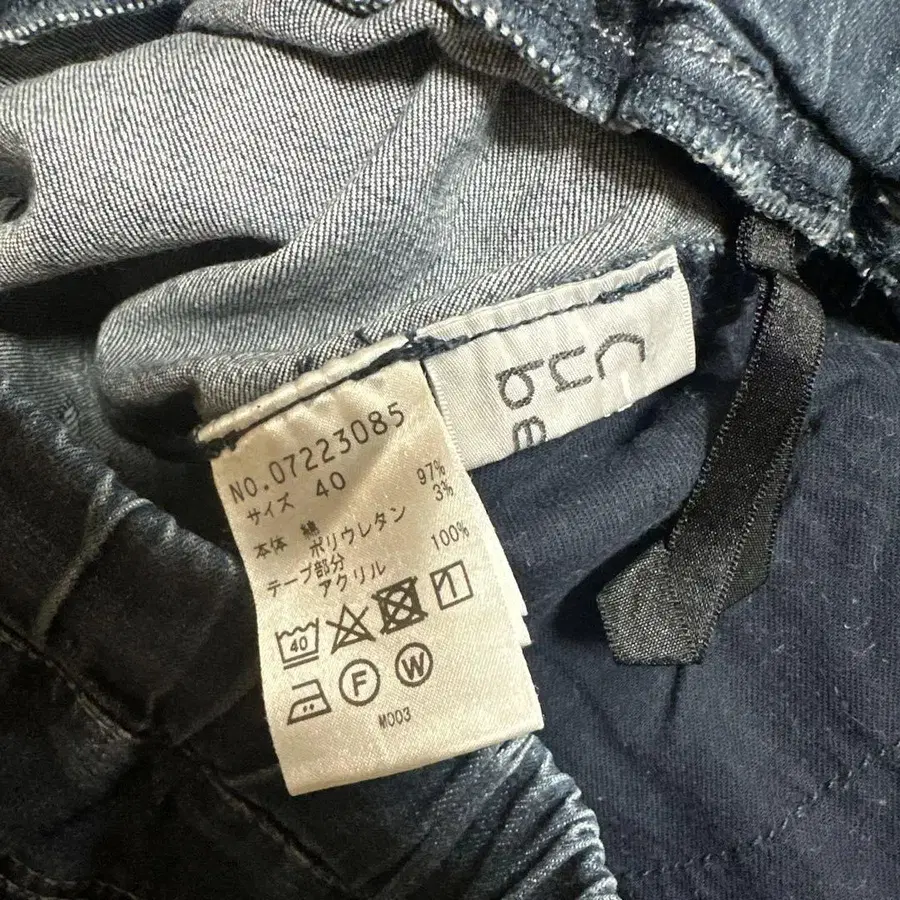 Cube
NO.07223085
サイズ 40
本体 綿 97%
ポリウレタン 3%
テープ部分
アクリル 100%
40
F W
M003